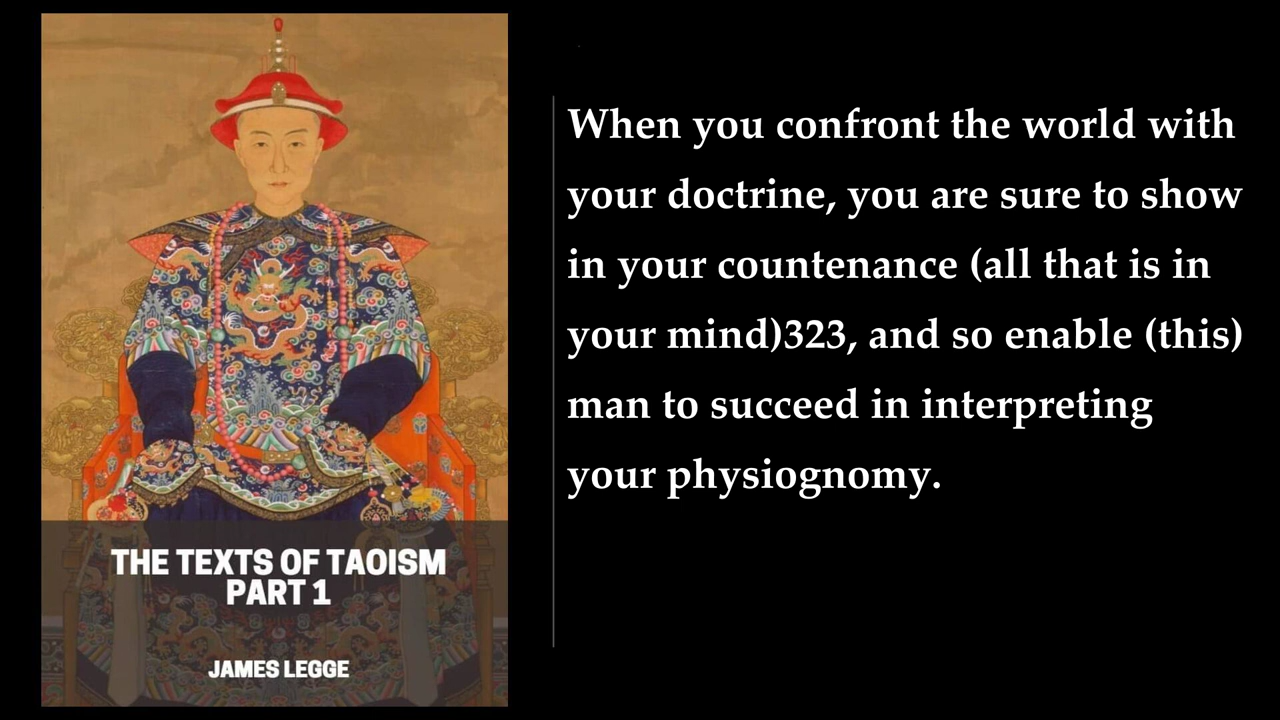 THE TEXTS OF TAOISM
PART 1
JAMES LEGGE
When you confront the world with
your doctrine, you are sure to show
in your countenance (all that is in
your mind)323, and so enable (this)
man to succeed in interpreting
your physiognomy.